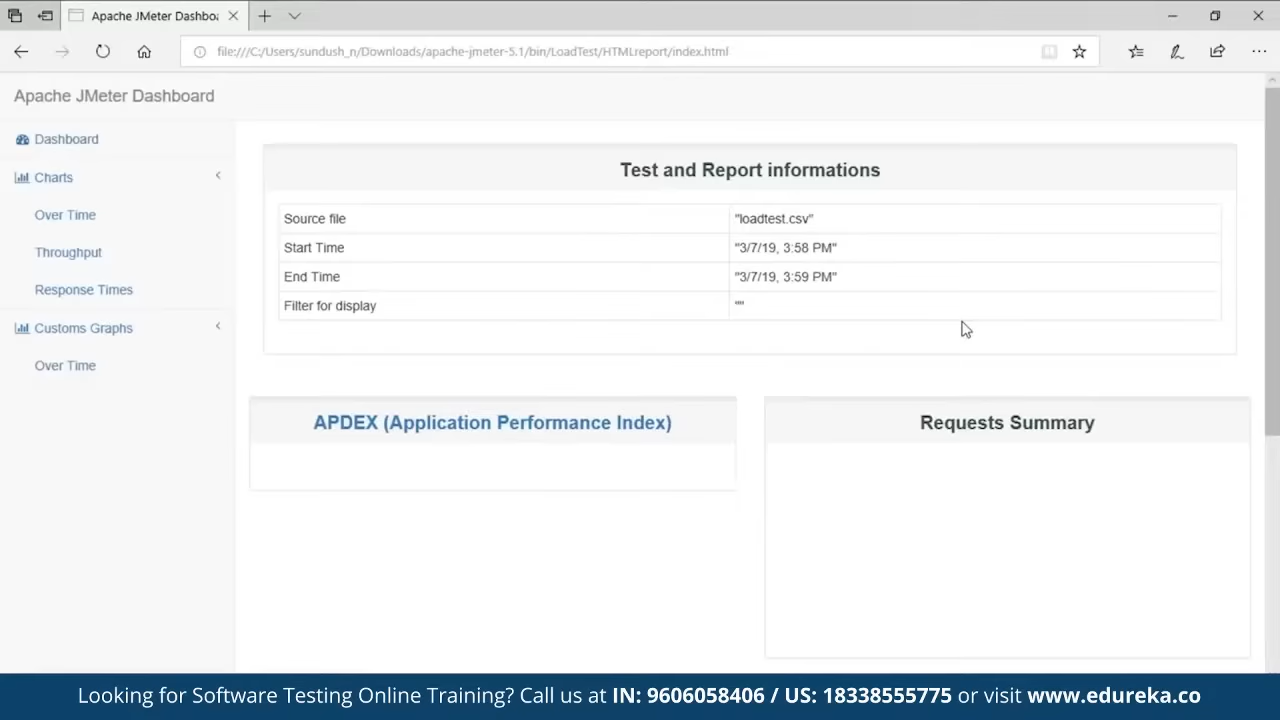 Apache JMeter Dashboa
file:///C:/Users/sundush_n/Downloads/apache-jmeter-5.1/bin/LoadTest/HTMLreport/index.html
Apache JMeter Dashboard
Dashboard
Charts
Over Time
Throughput
Response Times
Customs Graphs
Over Time
Test and Report informations
Source file "loadtest.csv"
Start Time "3/7/19, 3:58 PM"
End Time "3/7/19, 3:59 PM"
Filter for display ""
APDEX (Application Performance Index)
Requests Summary
Looking for Software Testing Online Training? Call us at IN: 9606058406 / US: 18338555775 or visit www.edureka.co